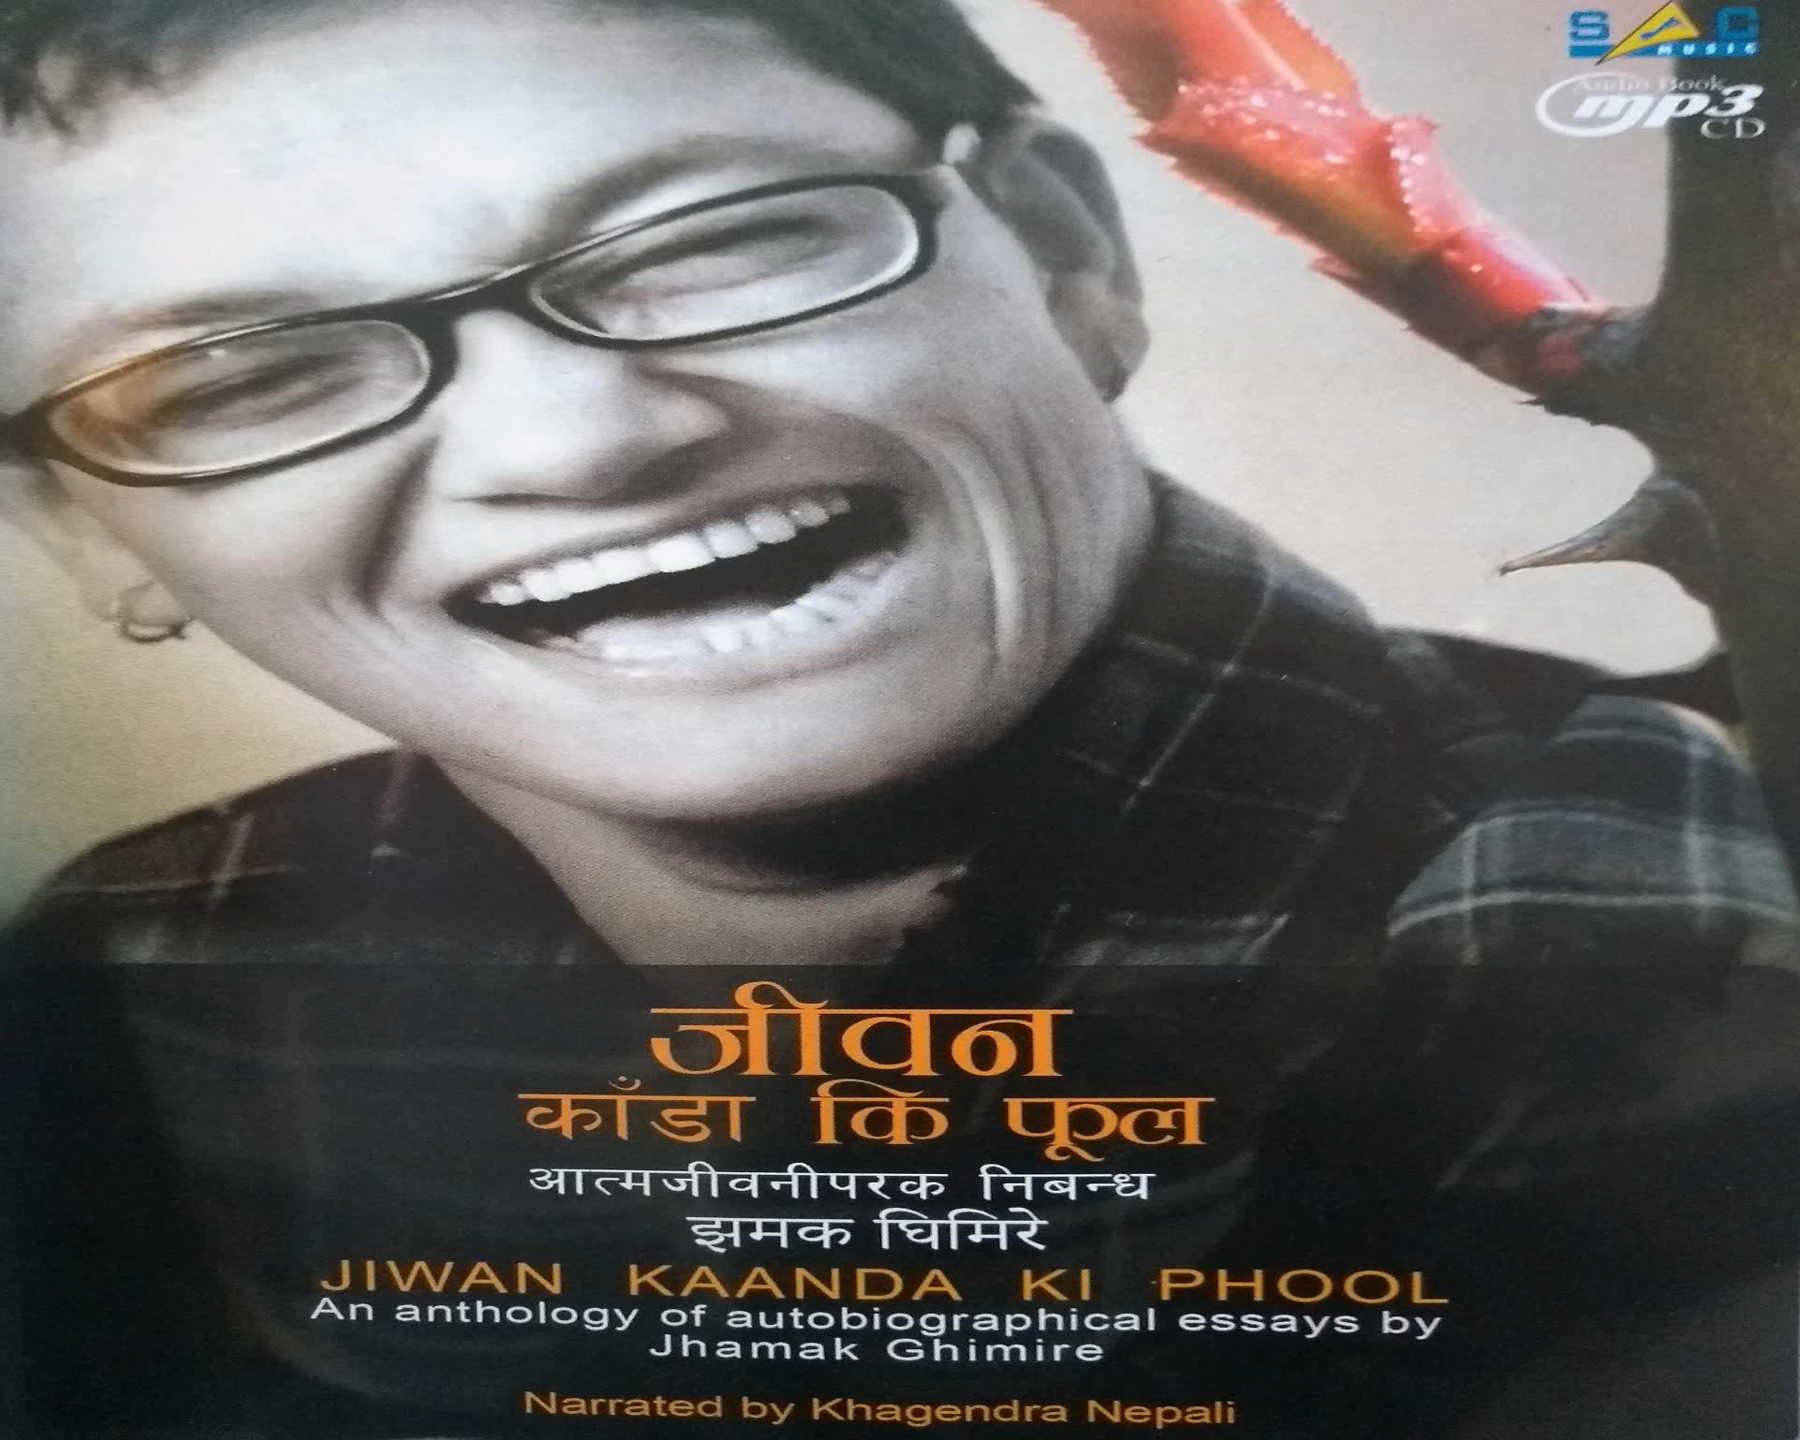 SAC
MUSIC
Audio Book
mp3
CD
जीवन
काँडा कि फूल
आत्मजीवनीपरक निबन्ध
झमक घिमिरे
JIWAN KAANDA KI PHOOL
An anthology of autobiographical essays by
Jhamak Ghimire
Narrated by Khagendra Nepali